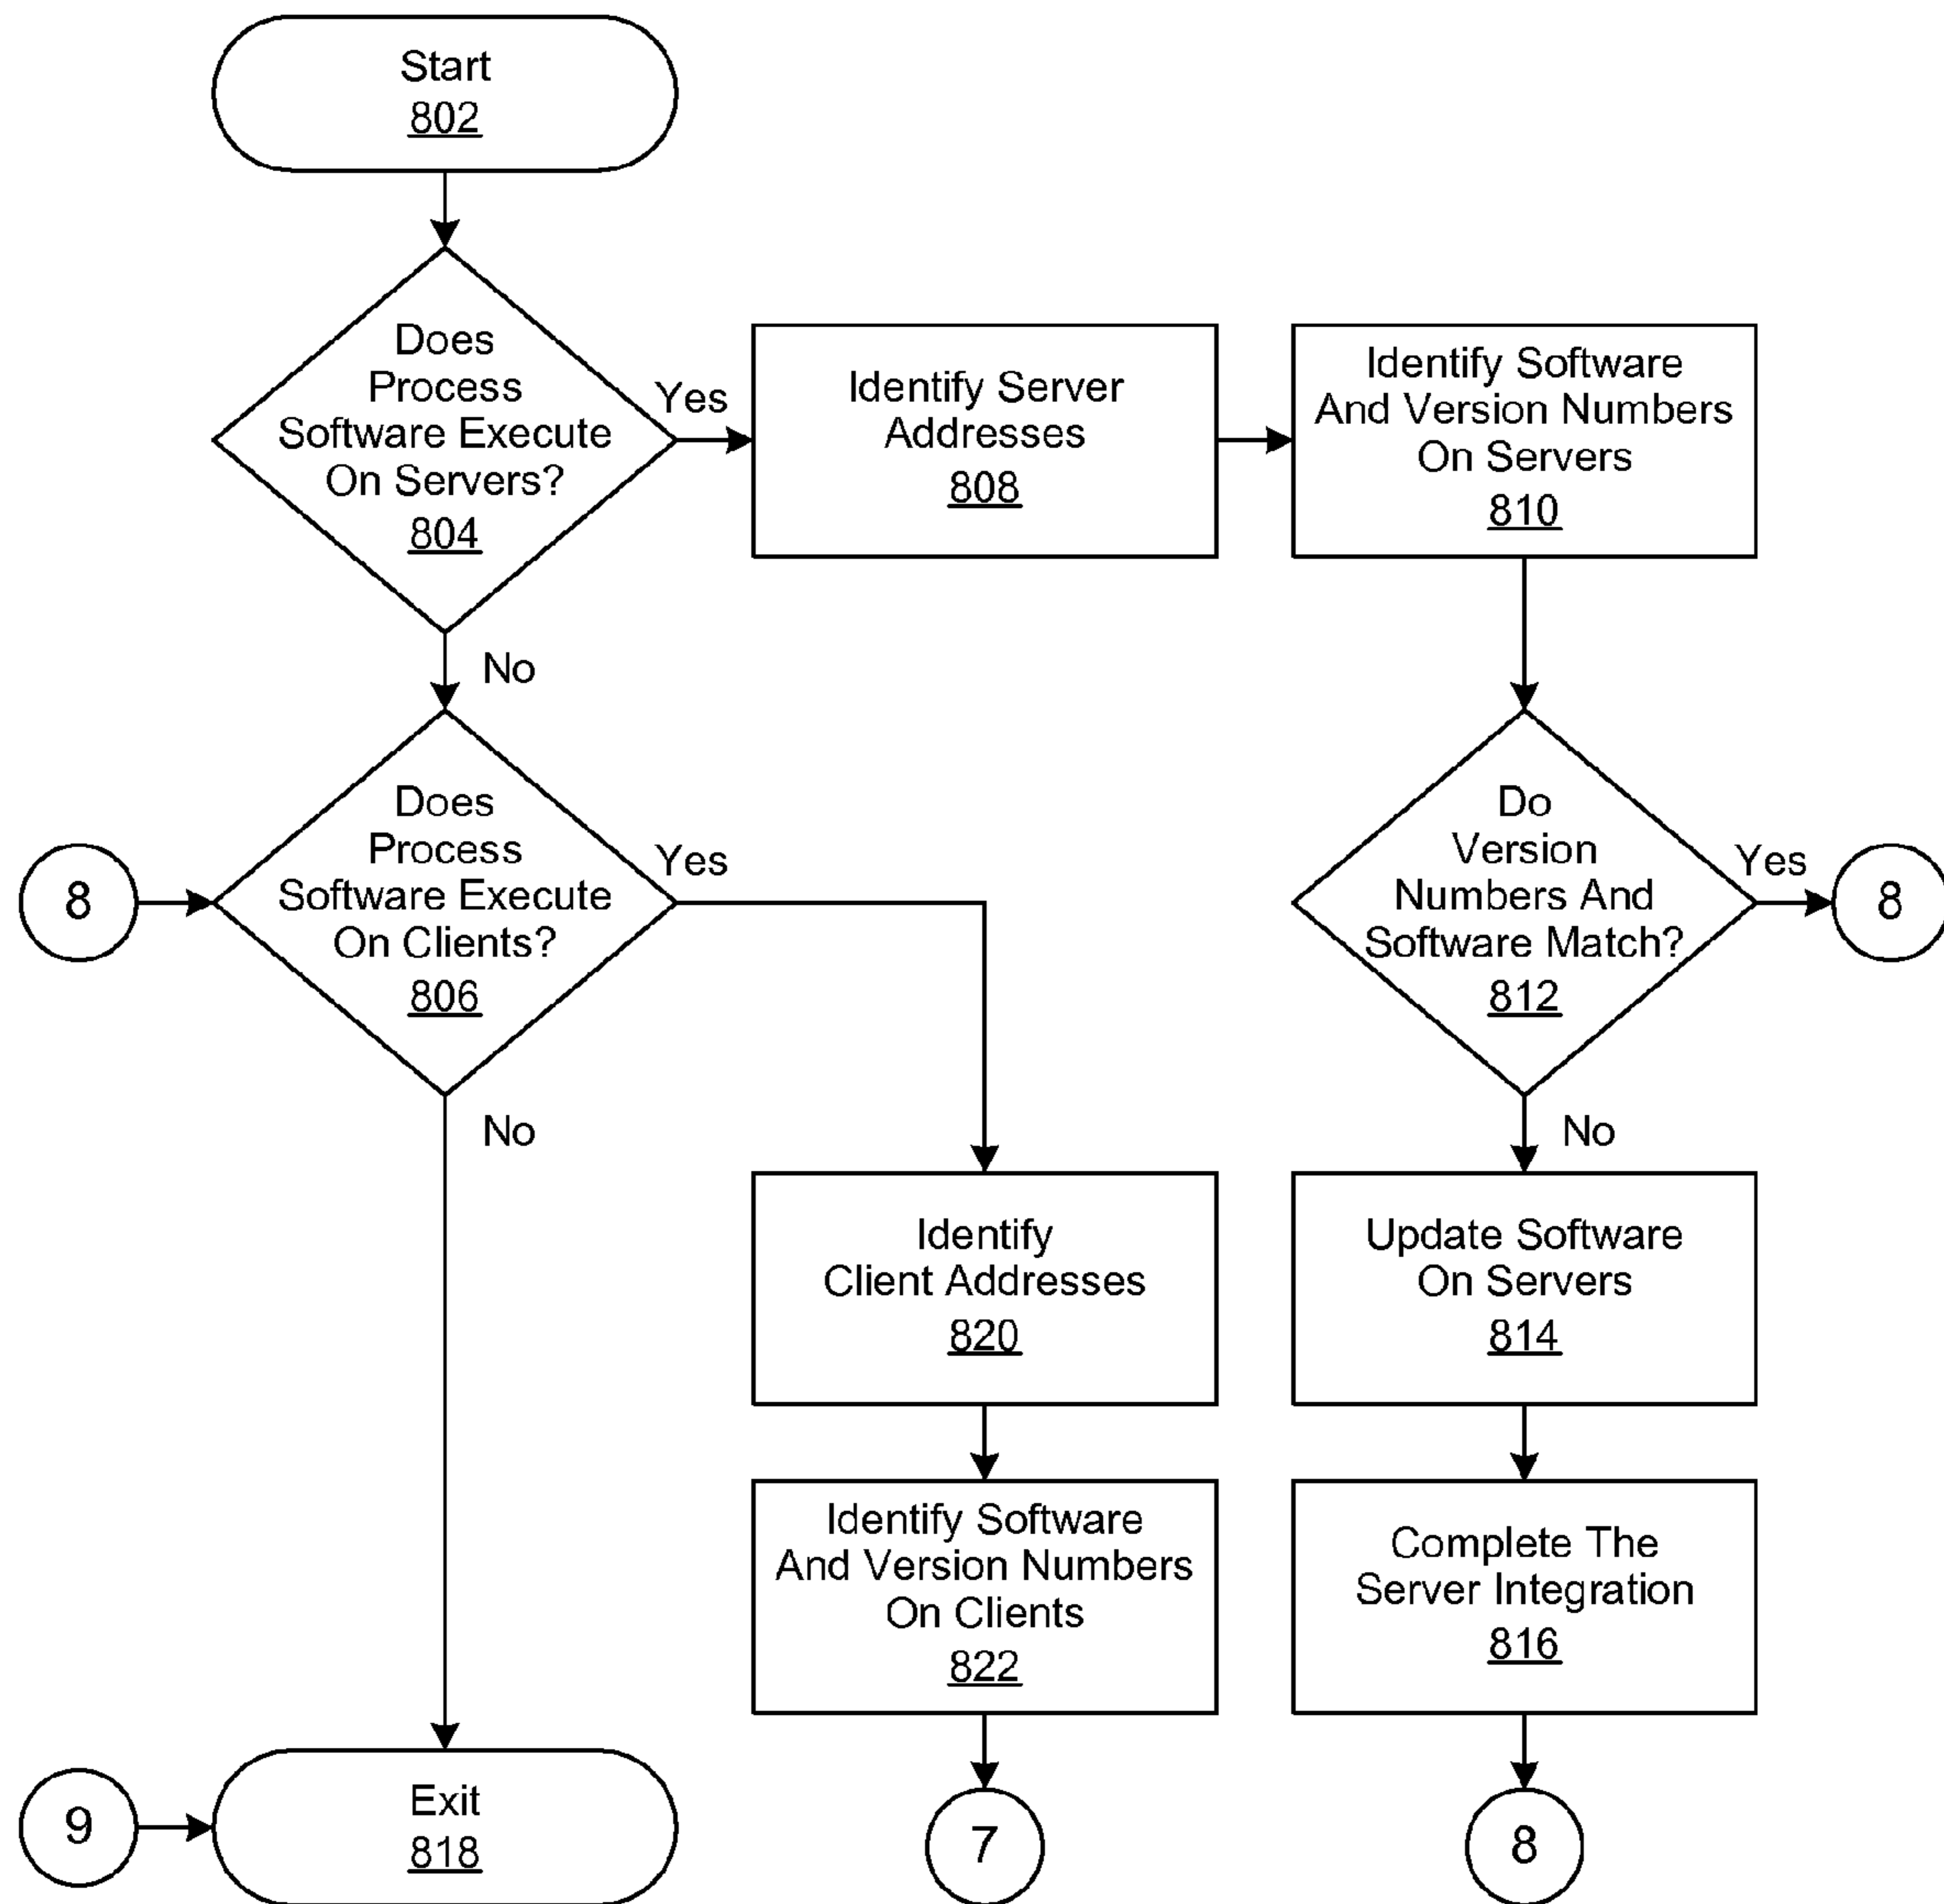 Start
802
Does
Process
Software Execute
On Servers?
804
Yes
Identify Server
Addresses
808
Identify Software
And Version Numbers
On Servers
810
No
8
Does
Process
Software Execute
On Clients?
806
Yes
Do
Version
Numbers And
Software Match?
812
Yes
8
No
No
Identify
Client Addresses
820
Update Software
On Servers
814
Identify Software
And Version Numbers
On Clients
822
Complete The
Server Integration
816
9
Exit
818
7
8